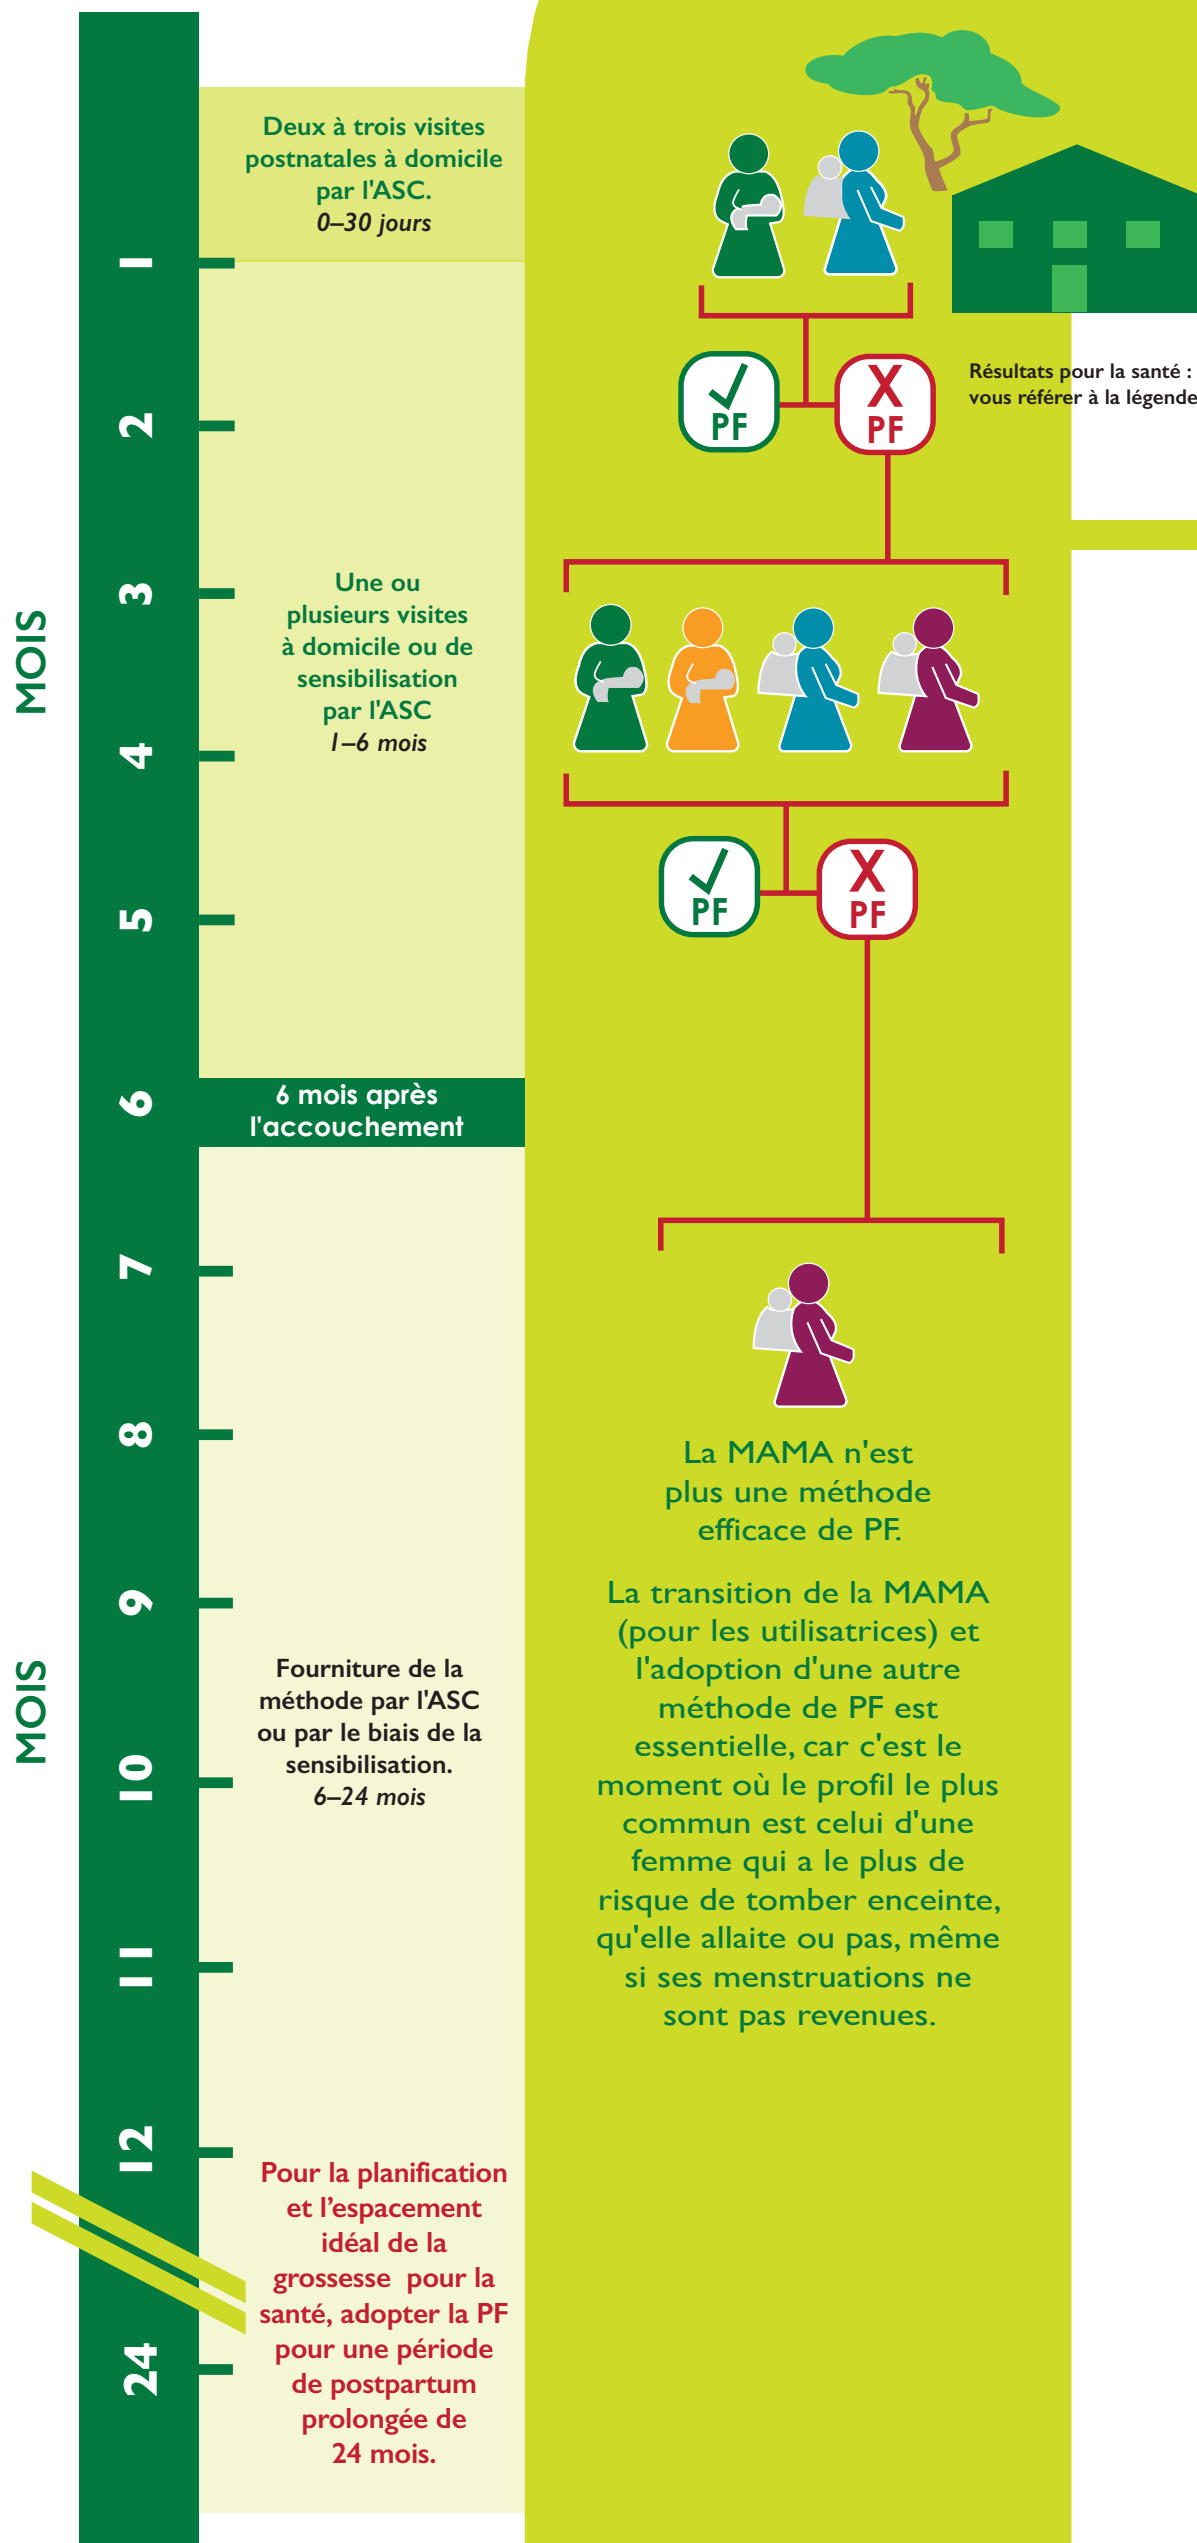 Deux à trois visites
postnatales à domicile
par l'ASC.
0–30 jours
Résultats pour la santé :
vous référer à la légende
1
2
3
4
5
6
7
8
9
10
11
12
24
MOIS
MOIS
PF
X
PF
Une ou
plusieurs visites
à domicile ou de
sensibilisation
par l'ASC
1–6 mois
PF
X
PF
6 mois après
l'accouchement
La MAMA n'est
plus une méthode
efficace de PF.
La transition de la MAMA
(pour les utilisatrices) et
l'adoption d'une autre
méthode de PF est
essentielle, car c'est le
moment où le profil le plus
commun est celui d'une
femme qui a le plus de
risque de tomber enceinte,
qu'elle allaite ou pas, même
si ses menstruations ne
sont pas revenues.
Fourniture de la
méthode par l'ASC
ou par le biais de la
sensibilisation.
6–24 mois
Pour la planification
et l’espacement
idéal de la
grossesse pour la
santé, adopter la PF
pour une période
de postpartum
prolongée de
24 mois.